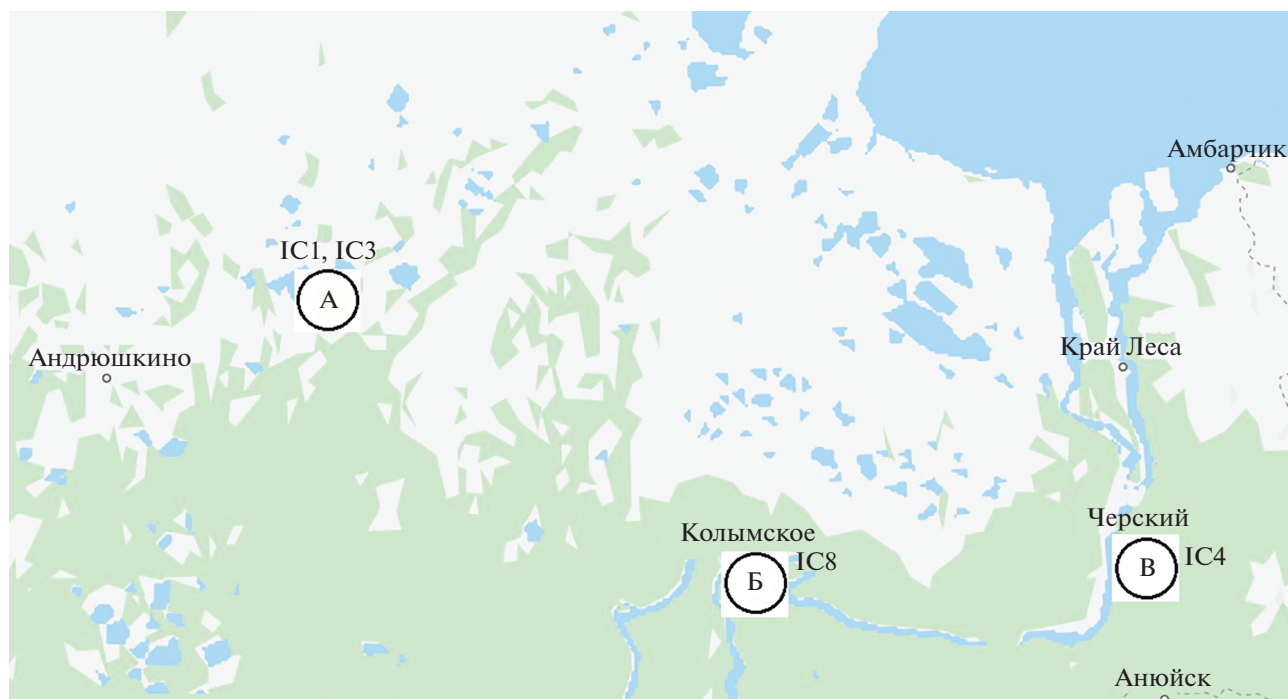 Амбарчик
IC1, IC3
А
Андрюшкино
Край Леса
Колымское
Черский
IC8
IC4
Б
В
Анюйск